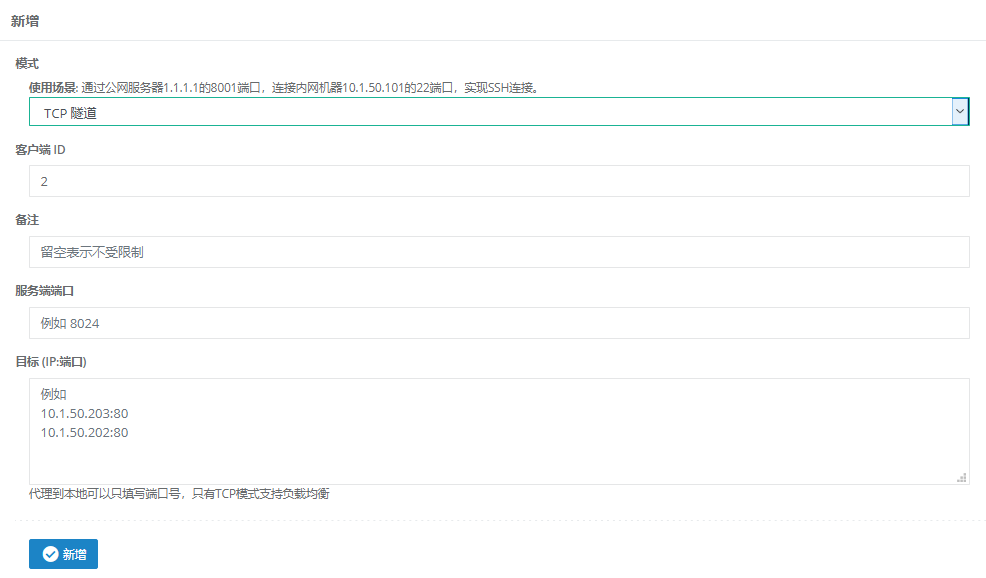 新增
模式
使用场景: 通过公网服务器1.1.1.1的8001端口，连接内网机器10.1.50.101的22端口，实现SSH连接。
TCP 隧道
客户端 ID
2
备注
留空表示不受限制
服务端端口
例如 8024
目标 (IP:端口)
例如
10.1.50.203:80
10.1.50.202:80
代理到本地可以只填写端口号，只有TCP模式支持负载均衡
新增